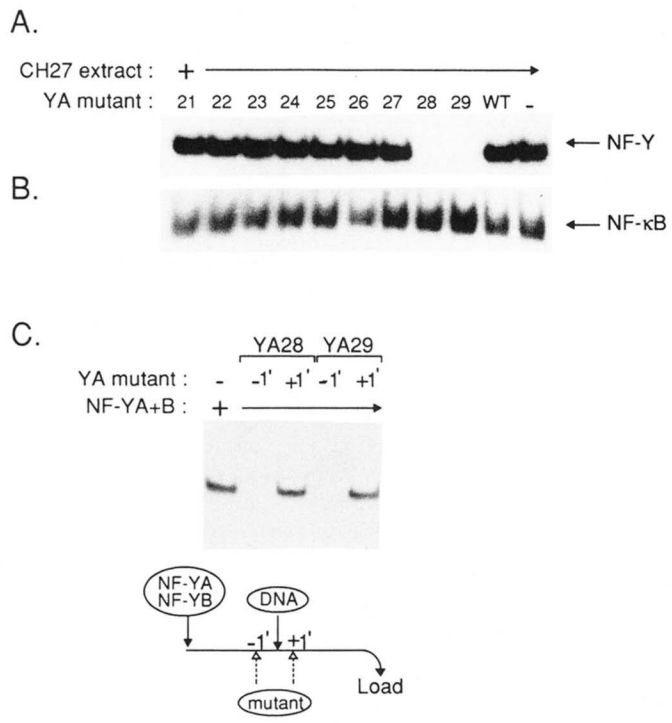 A.
CH27 extract : +
YA mutant : 21 22 23 24 25 26 27 28 29 WT -
NF-Y
B.
NF-κB
C.
YA28 YA29
YA mutant : - -1' +1' -1' +1'
NF-YA+B : +
NF-YA
NF-YB
DNA
-1' +1'
mutant
Load